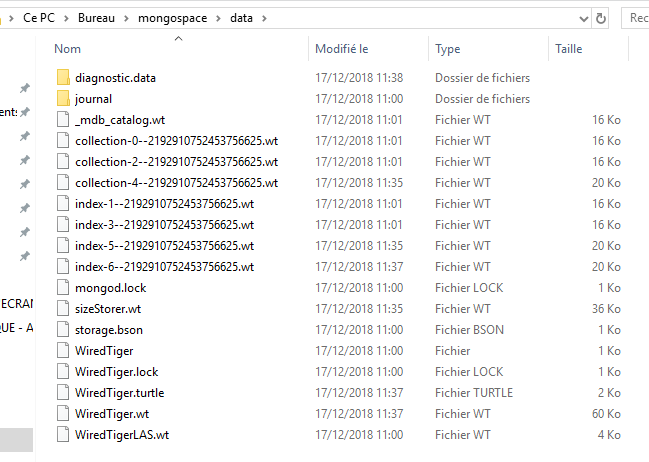 Ce PC > Bureau > mongospace > data > Rec
Nom Modifié le Type Taille
diagnostic.data 17/12/2018 11:38 Dossier de fichiers
journal 17/12/2018 11:00 Dossier de fichiers
_mdb_catalog.wt 17/12/2018 11:01 Fichier WT 16 Ko
collection-0--2192910752453756625.wt 17/12/2018 11:01 Fichier WT 16 Ko
collection-2--2192910752453756625.wt 17/12/2018 11:01 Fichier WT 16 Ko
collection-4--2192910752453756625.wt 17/12/2018 11:35 Fichier WT 20 Ko
index-1--2192910752453756625.wt 17/12/2018 11:01 Fichier WT 16 Ko
index-3--2192910752453756625.wt 17/12/2018 11:01 Fichier WT 16 Ko
index-5--2192910752453756625.wt 17/12/2018 11:35 Fichier WT 20 Ko
index-6--2192910752453756625.wt 17/12/2018 11:37 Fichier WT 20 Ko
mongod.lock 17/12/2018 11:00 Fichier LOCK 1 Ko
sizeStorer.wt 17/12/2018 11:35 Fichier WT 36 Ko
storage.bson 17/12/2018 11:00 Fichier BSON 1 Ko
WiredTiger 17/12/2018 11:00 Fichier 1 Ko
WiredTiger.lock 17/12/2018 11:00 Fichier LOCK 1 Ko
WiredTiger.turtle 17/12/2018 11:37 Fichier TURTLE 2 Ko
WiredTiger.wt 17/12/2018 11:37 Fichier WT 60 Ko
WiredTigerLAS.wt 17/12/2018 11:00 Fichier WT 4 Ko
ents
ECRAN
QUE - A